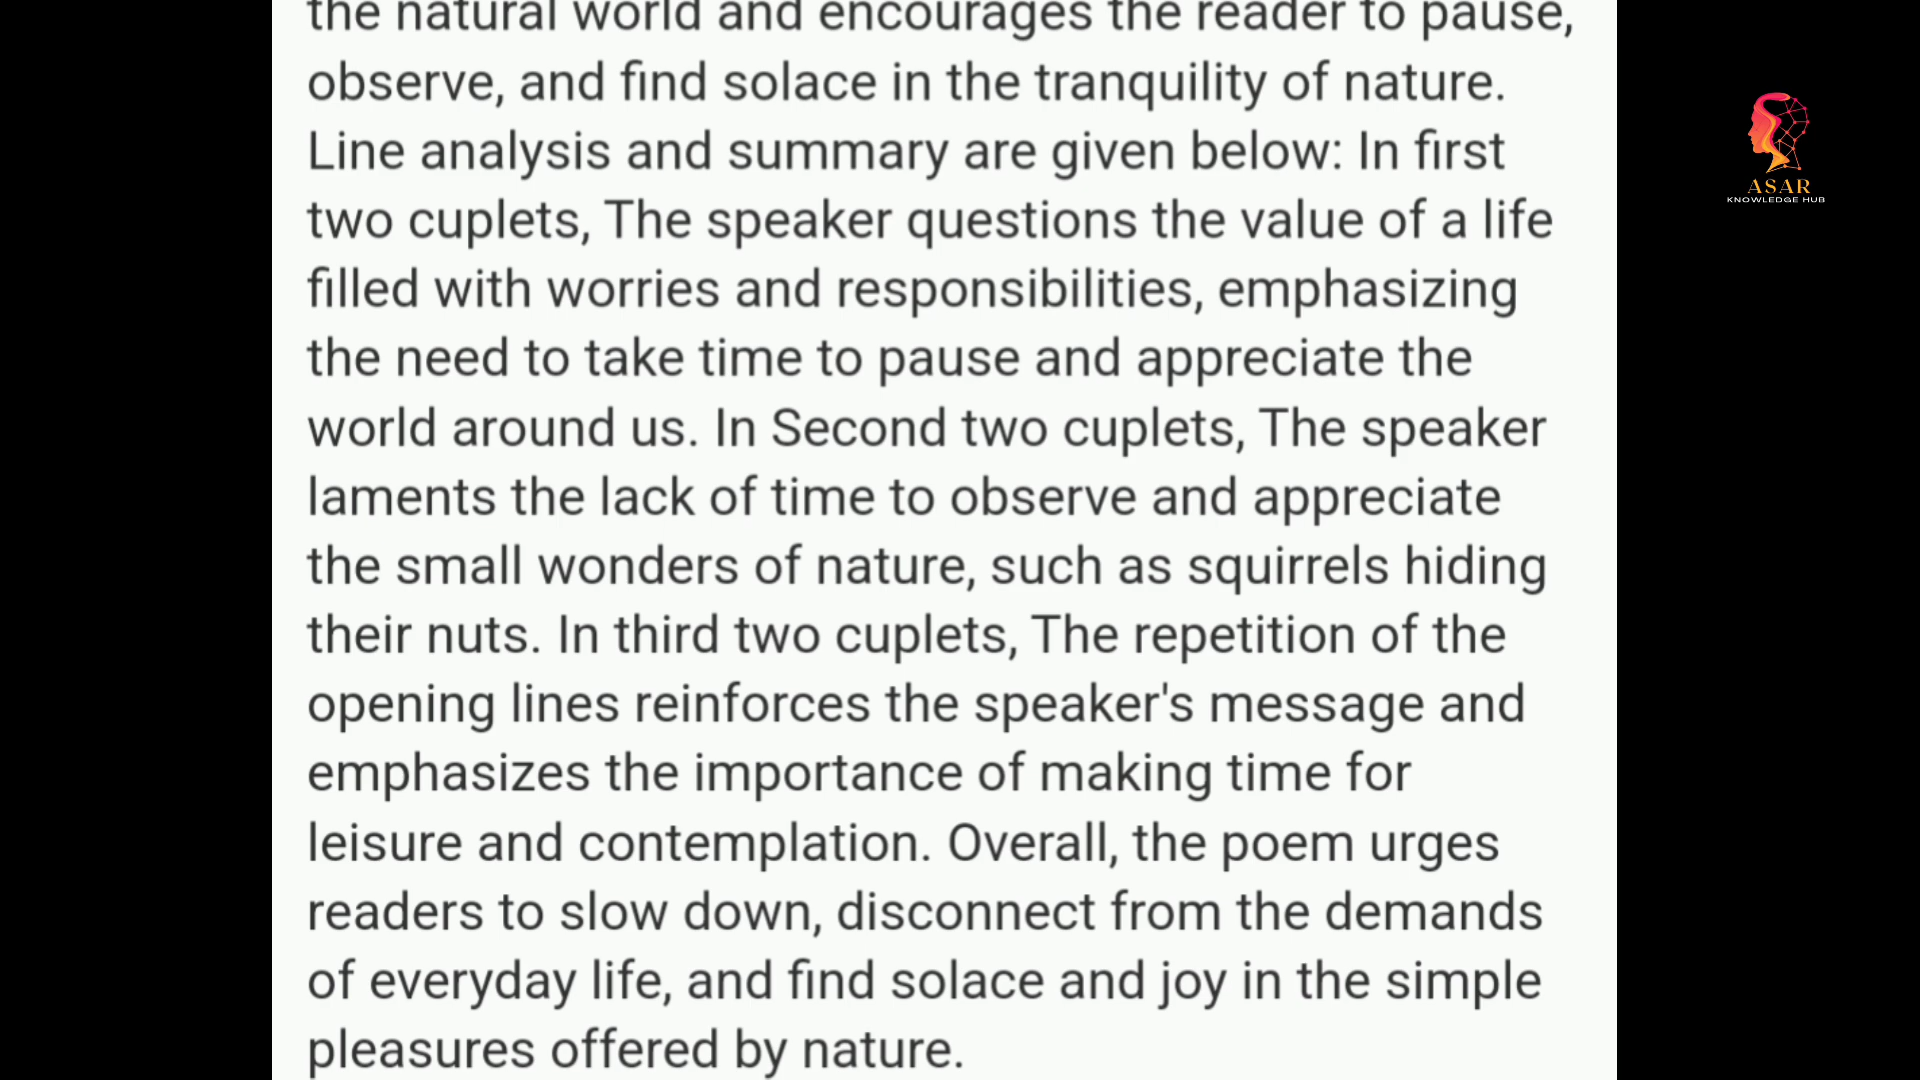 the natural world and encourages the reader to pause,
observe, and find solace in the tranquility of nature.
Line analysis and summary are given below: In first
two cuplets, The speaker questions the value of a life
filled with worries and responsibilities, emphasizing
the need to take time to pause and appreciate the
world around us. In Second two cuplets, The speaker
laments the lack of time to observe and appreciate
the small wonders of nature, such as squirrels hiding
their nuts. In third two cuplets, The repetition of the
opening lines reinforces the speaker's message and
emphasizes the importance of making time for
leisure and contemplation. Overall, the poem urges
readers to slow down, disconnect from the demands
of everyday life, and find solace and joy in the simple
pleasures offered by nature.
ASAR
KNOWLEDGE HUB